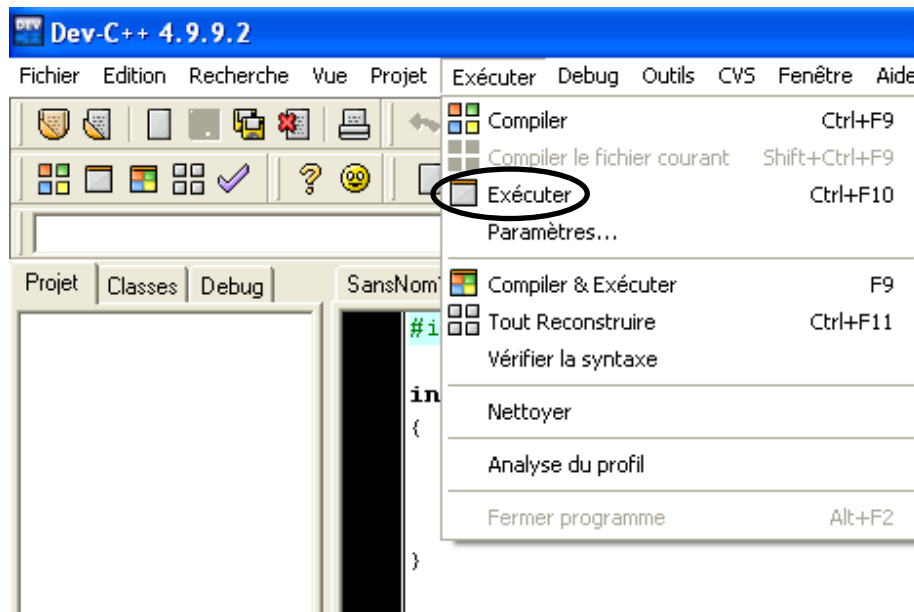 Dev-C++ 4.9.9.2
Fichier Edition Recherche Vue Projet Exécuter Debug Outils CVS Fenêtre Aide
Compiler Ctrl+F9
Compiler le fichier courant Shift+Ctrl+F9
Exécuter Ctrl+F10
Paramètres...
Compiler & Exécuter F9
Tout Reconstruire Ctrl+F11
Vérifier la syntaxe
Nettoyer
Analyse du profil
Fermer programme Alt+F2
Projet Classes Debug SansNom
#i
in
{
}